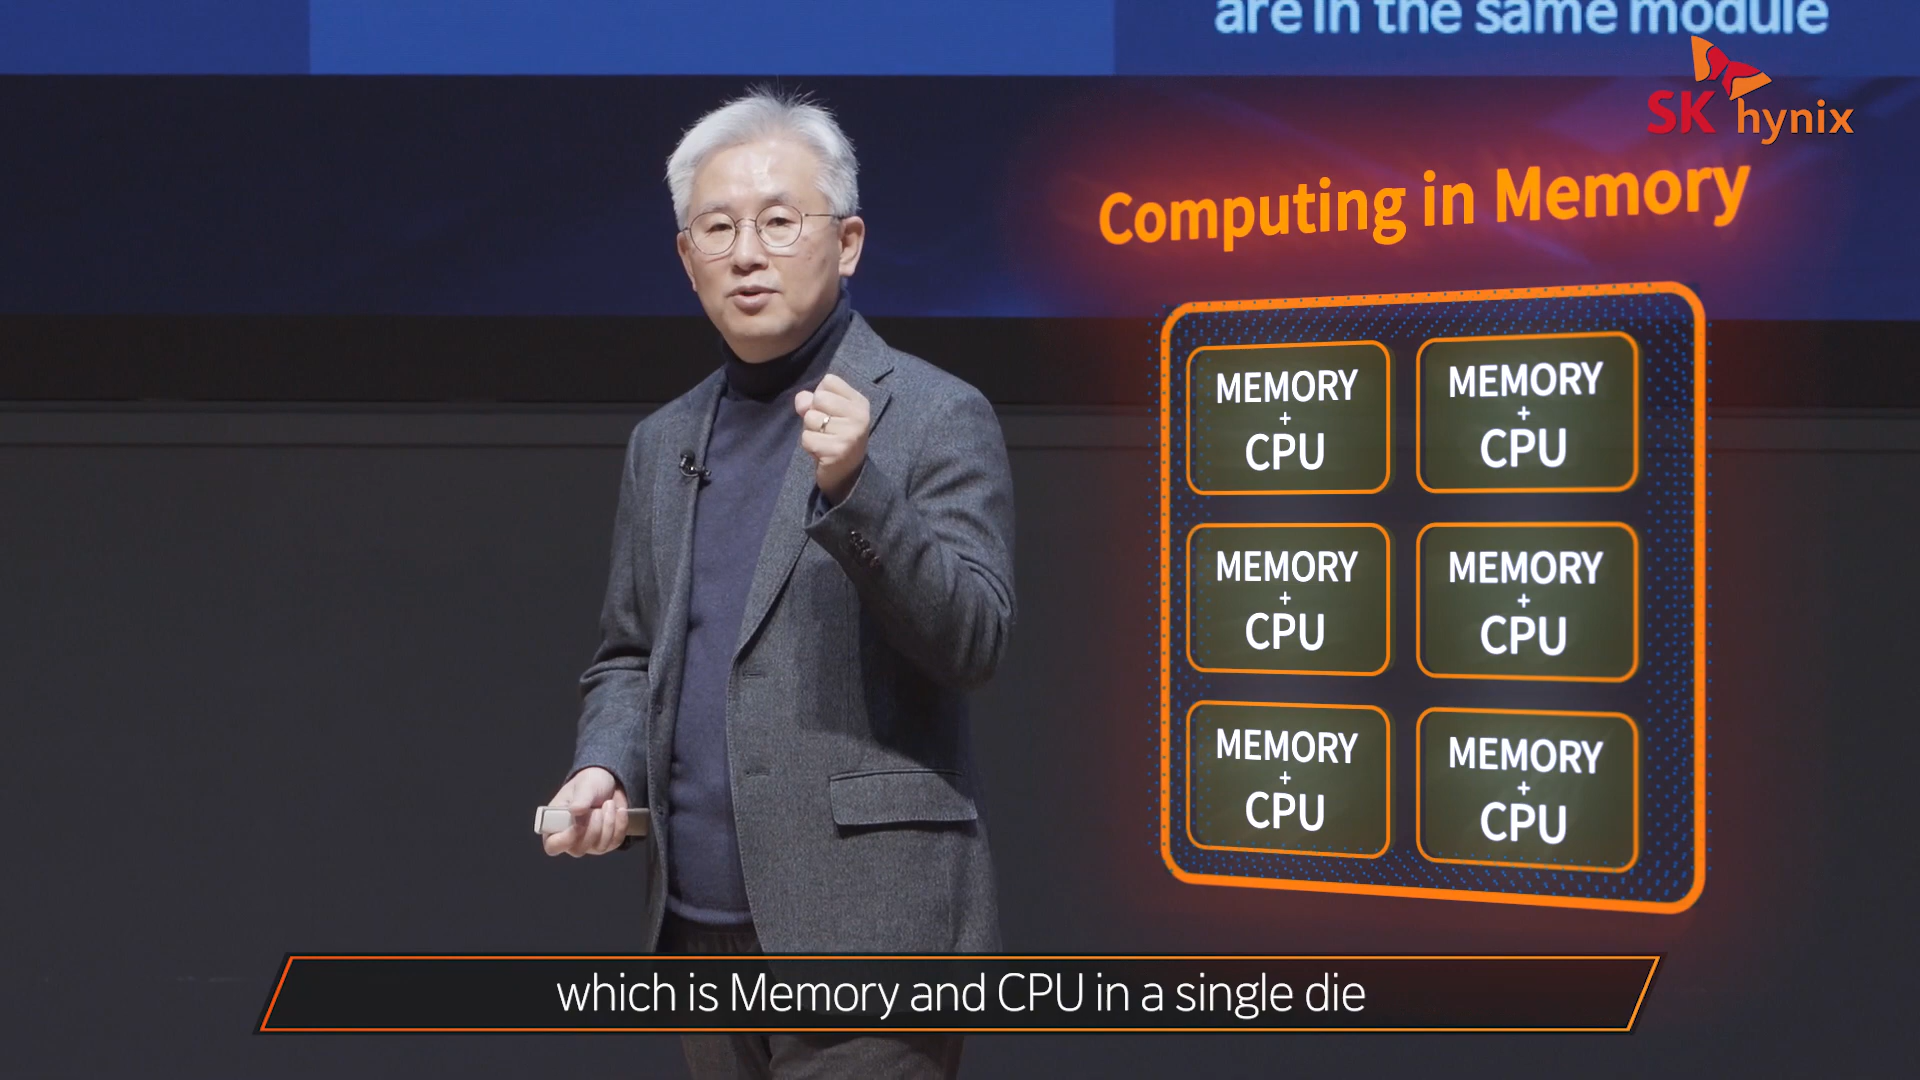 are in the same module
SK hynix
Computing in Memory
MEMORY
+
CPU
MEMORY
+
CPU
MEMORY
+
CPU
MEMORY
+
CPU
MEMORY
+
CPU
MEMORY
+
CPU
which is Memory and CPU in a single die